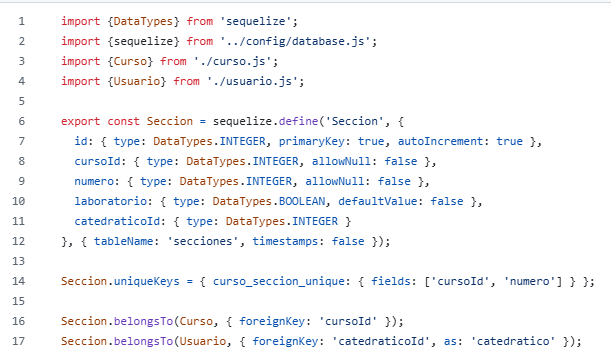 1 import {DataTypes} from 'sequelize';
2 import {sequelize} from '../config/database.js';
3 import {Curso} from './curso.js';
4 import {Usuario} from './usuario.js';
5
6 export const Seccion = sequelize.define('Seccion', {
7   id: { type: DataTypes.INTEGER, primaryKey: true, autoIncrement: true },
8   cursoId: { type: DataTypes.INTEGER, allowNull: false },
9   numero: { type: DataTypes.INTEGER, allowNull: false },
10   laboratorio: { type: DataTypes.BOOLEAN, defaultValue: false },
11   catedraticoId: { type: DataTypes.INTEGER }
12 }, { tableName: 'secciones', timestamps: false });
13
14 Seccion.uniqueKeys = { curso_seccion_unique: { fields: ['cursoId', 'numero'] } };
15
16 Seccion.belongsTo(Curso, { foreignKey: 'cursoId' });
17 Seccion.belongsTo(Usuario, { foreignKey: 'catedraticoId', as: 'catedratico' });